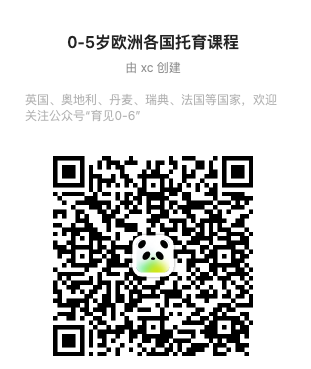 0-5岁欧洲各国托育课程
由 xc 创建
英国、奥地利、丹麦、瑞典、法国等国家，欢迎
关注公众号"育见0-6"